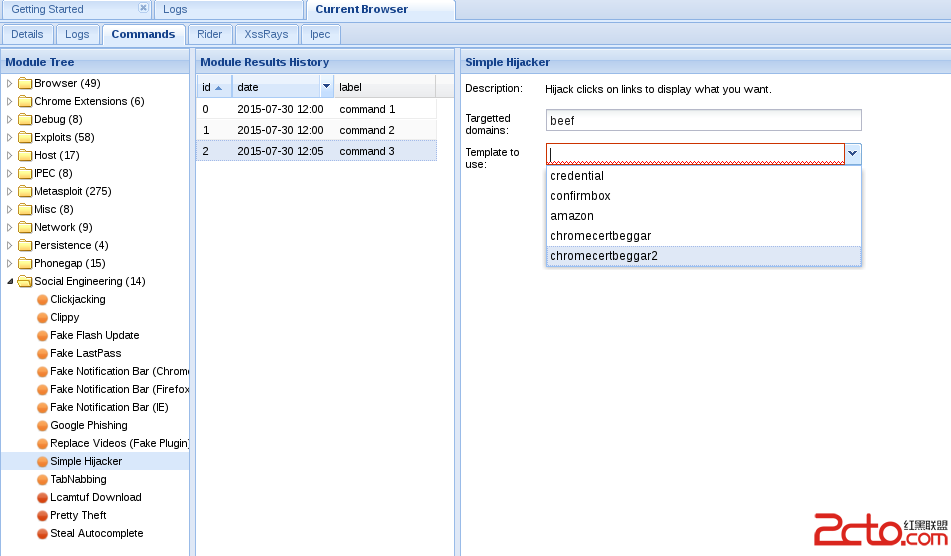 Getting Started
Logs
Current Browser
Details
Logs
Commands
Rider
XssRays
Ipec
Module Tree
Browser (49)
Chrome Extensions (6)
Debug (8)
Exploits (58)
Host (17)
IPEC (8)
Metasploit (275)
Misc (8)
Network (9)
Persistence (4)
Phonegap (15)
Social Engineering (14)
Clickjacking
Clippy
Fake Flash Update
Fake LastPass
Fake Notification Bar (Chrome
Fake Notification Bar (Firefox
Fake Notification Bar (IE)
Google Phishing
Replace Videos (Fake Plugin)
Simple Hijacker
TabNabbing
Lcamtuf Download
Pretty Theft
Steal Autocomplete
Module Results History
id date label
0 2015-07-30 12:00 command 1
1 2015-07-30 12:00 command 2
2 2015-07-30 12:05 command 3
Simple Hijacker
Description: Hijack clicks on links to display what you want.
Targetted
domains:
beef
Template to
use:
credential
confirmbox
amazon
chromecertbeggar
chromecertbeggar2
2cto.com
红黑联盟